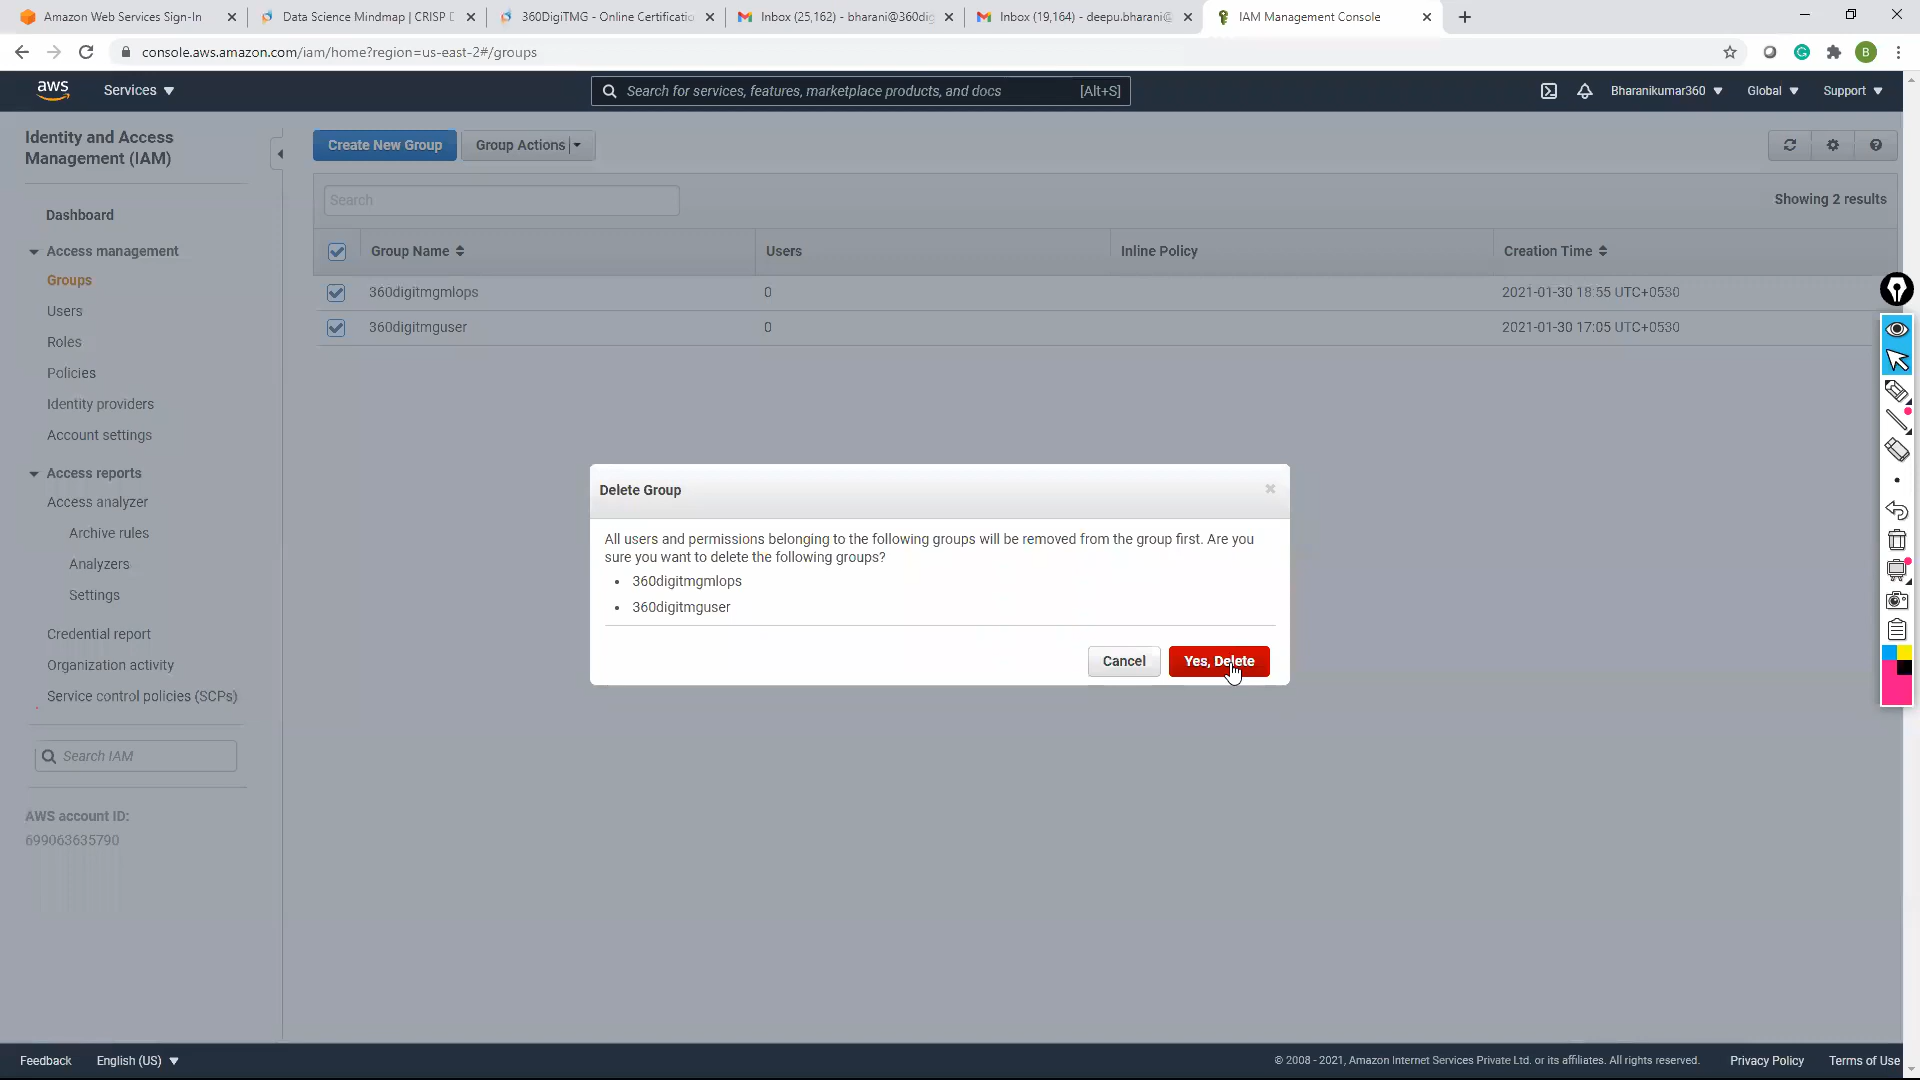 Amazon Web Services Sign-In
Data Science Mindmap | CRISP D
360DigiTMG - Online Certificatio
Inbox (25,162) - bharani@360dig
Inbox (19,164) - deepu.bharani@
IAM Management Console
console.aws.amazon.com/iam/home?region=us-east-2#/groups
B
aws
Services
Search for services, features, marketplace products, and docs
[Alt+S]
Bharanikumar360
Global
Support
Identity and Access
Management (IAM)
Dashboard
Access management
Groups
Users
Roles
Policies
Identity providers
Account settings
Access reports
Access analyzer
Archive rules
Analyzers
Settings
Credential report
Organization activity
Service control policies (SCPs)
Search IAM
AWS account ID:
699063635790
Create New Group
Group Actions
Search
Showing 2 results
Group Name
Users
Inline Policy
Creation Time
360digitmgmlops
0
2021-01-30 18:55 UTC+0530
360digitmguser
0
2021-01-30 17:05 UTC+0530
Delete Group
All users and permissions belonging to the following groups will be removed from the group first. Are you
sure you want to delete the following groups?
• 360digitmgmlops
• 360digitmguser
Cancel
Yes, Delete
Feedback
English (US)
© 2008 - 2021, Amazon Internet Services Private Ltd. or its affiliates. All rights reserved.
Privacy Policy
Terms of Use